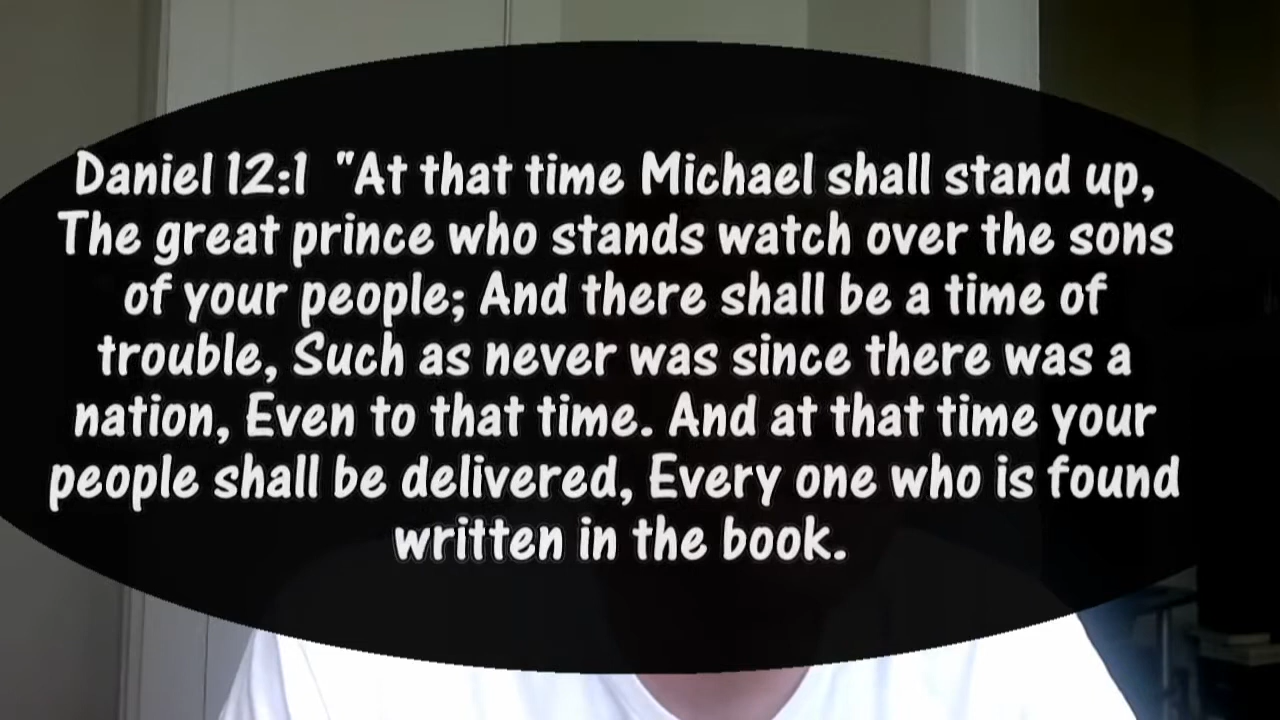 Daniel 12:1 "At that time Michael shall stand up,
The great prince who stands watch over the sons
of your people; And there shall be a time of
trouble, Such as never was since there was a
nation, Even to that time. And at that time your
people shall be delivered, Every one who is found
written in the book.